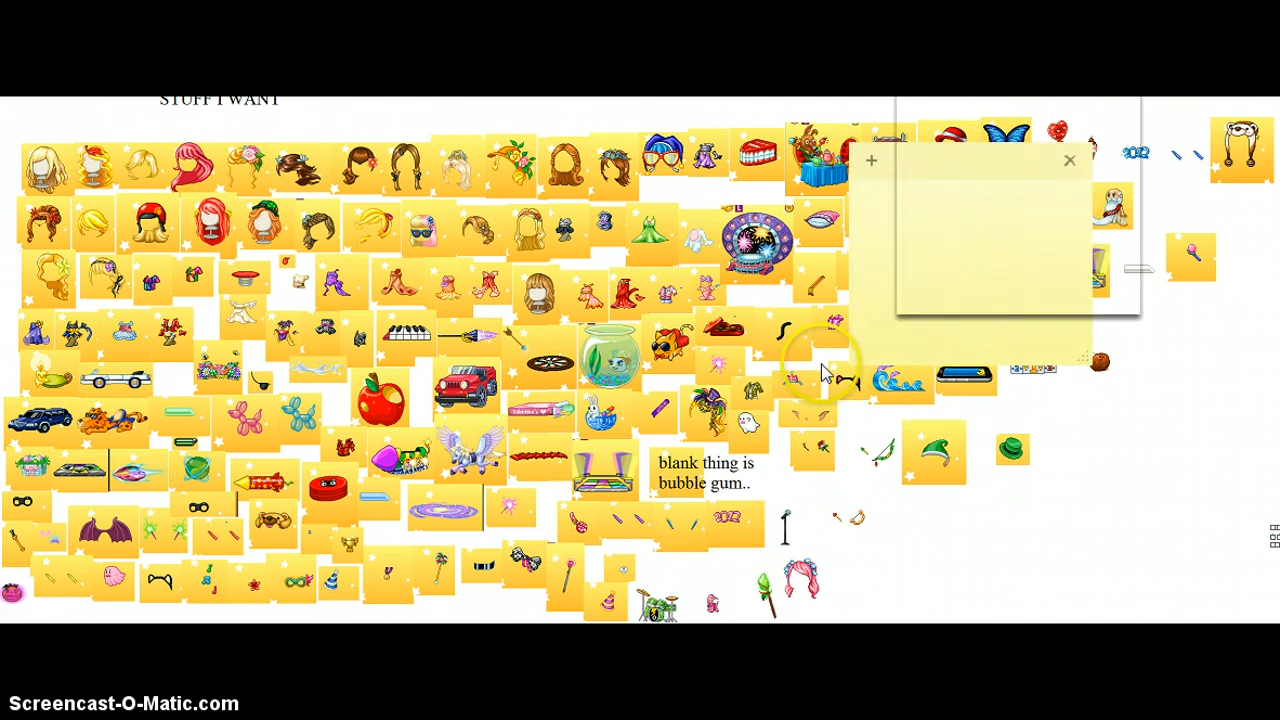 STUFF I WANT
blank thing is
bubble gum..
Screencast-O-Matic.com